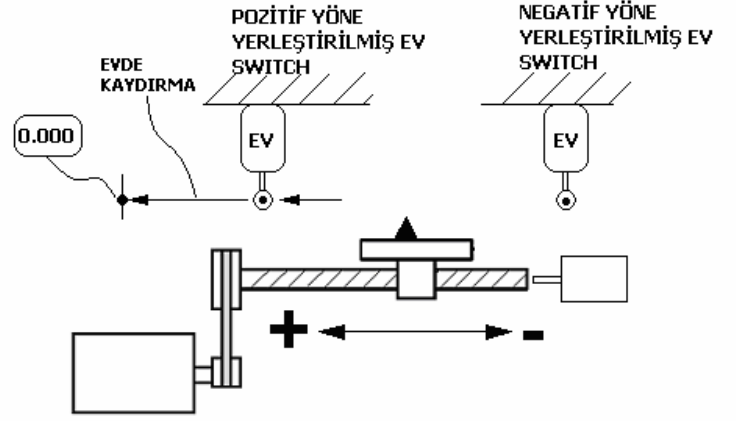 POZİTİF YÖNE
YERLEŞTİRİLMİŞ EV
SWITCH
NEGATİF YÖNE
YERLEŞTİRİLMİŞ EV
SWITCH
EVDE
KAYDIRMA
0.000
EV
EV
+
-